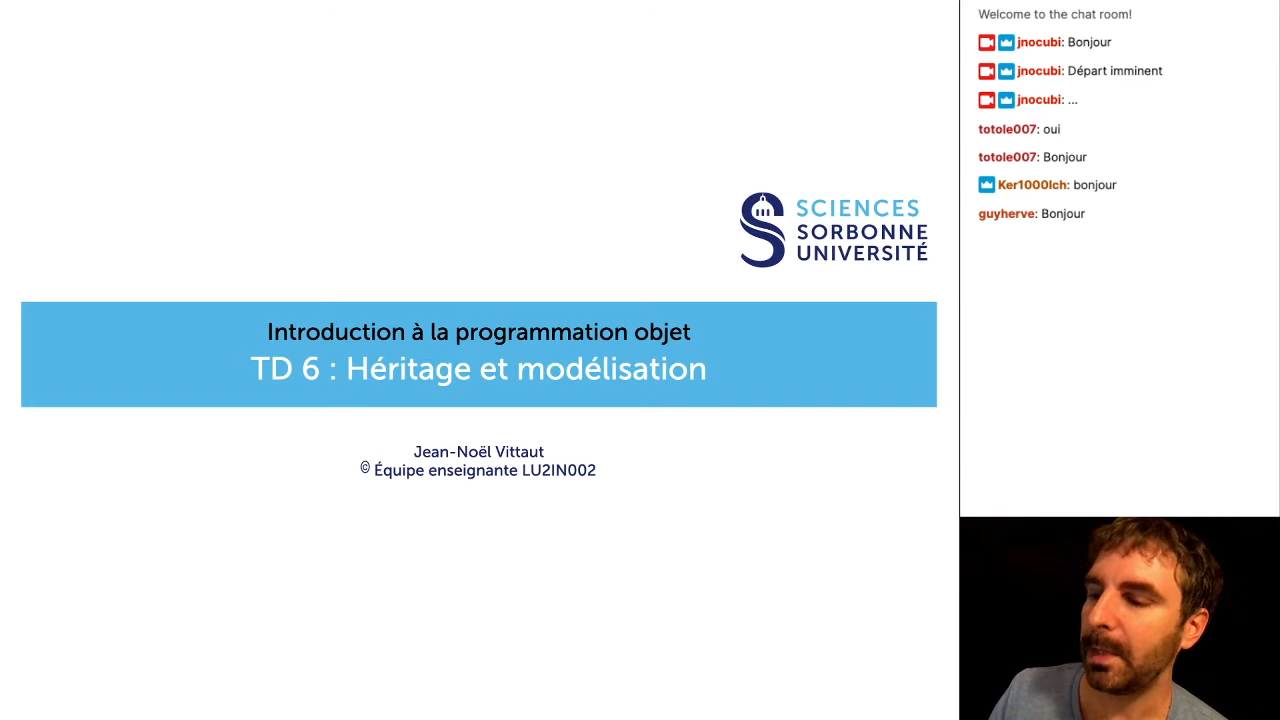 SCIENCES
SORBONNE
UNIVERSITÉ
Introduction à la programmation objet
TD 6 : Héritage et modélisation
Jean-Noël Vittaut
© Équipe enseignante LU2IN002
Welcome to the chat room!
jnocubi: Bonjour
jnocubi: Départ imminent
jnocubi: ...
totole007: oui
totole007: Bonjour
Ker1000lch: bonjour
guyherve: Bonjour